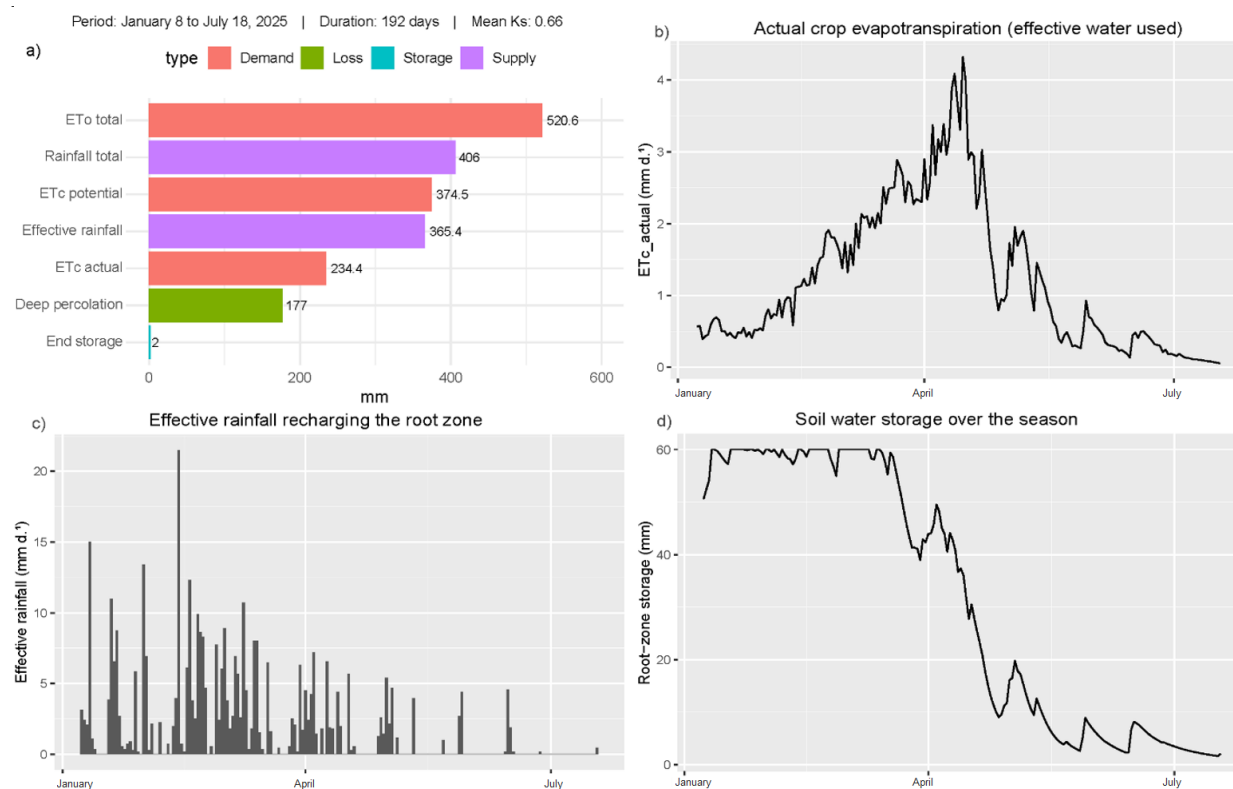 Period: January 8 to July 18, 2025 | Duration: 192 days | Mean Ks: 0.66
a)
type Demand Loss Storage Supply
ETo total 520.6
Rainfall total 406
ETc potential 374.5
Effective rainfall 365.4
ETc actual 234.4
Deep percolation 177
End storage 2
0 200 400 600
mm
b) Actual crop evapotranspiration (effective water used)
ETc_actual (mm d.¹)
4
3
2
1
0
January April July
c) Effective rainfall recharging the root zone
Effective rainfall (mm d.¹)
20
15
10
5
0
January April July
d) Soil water storage over the season
Root-zone storage (mm)
60
40
20
0
January April July